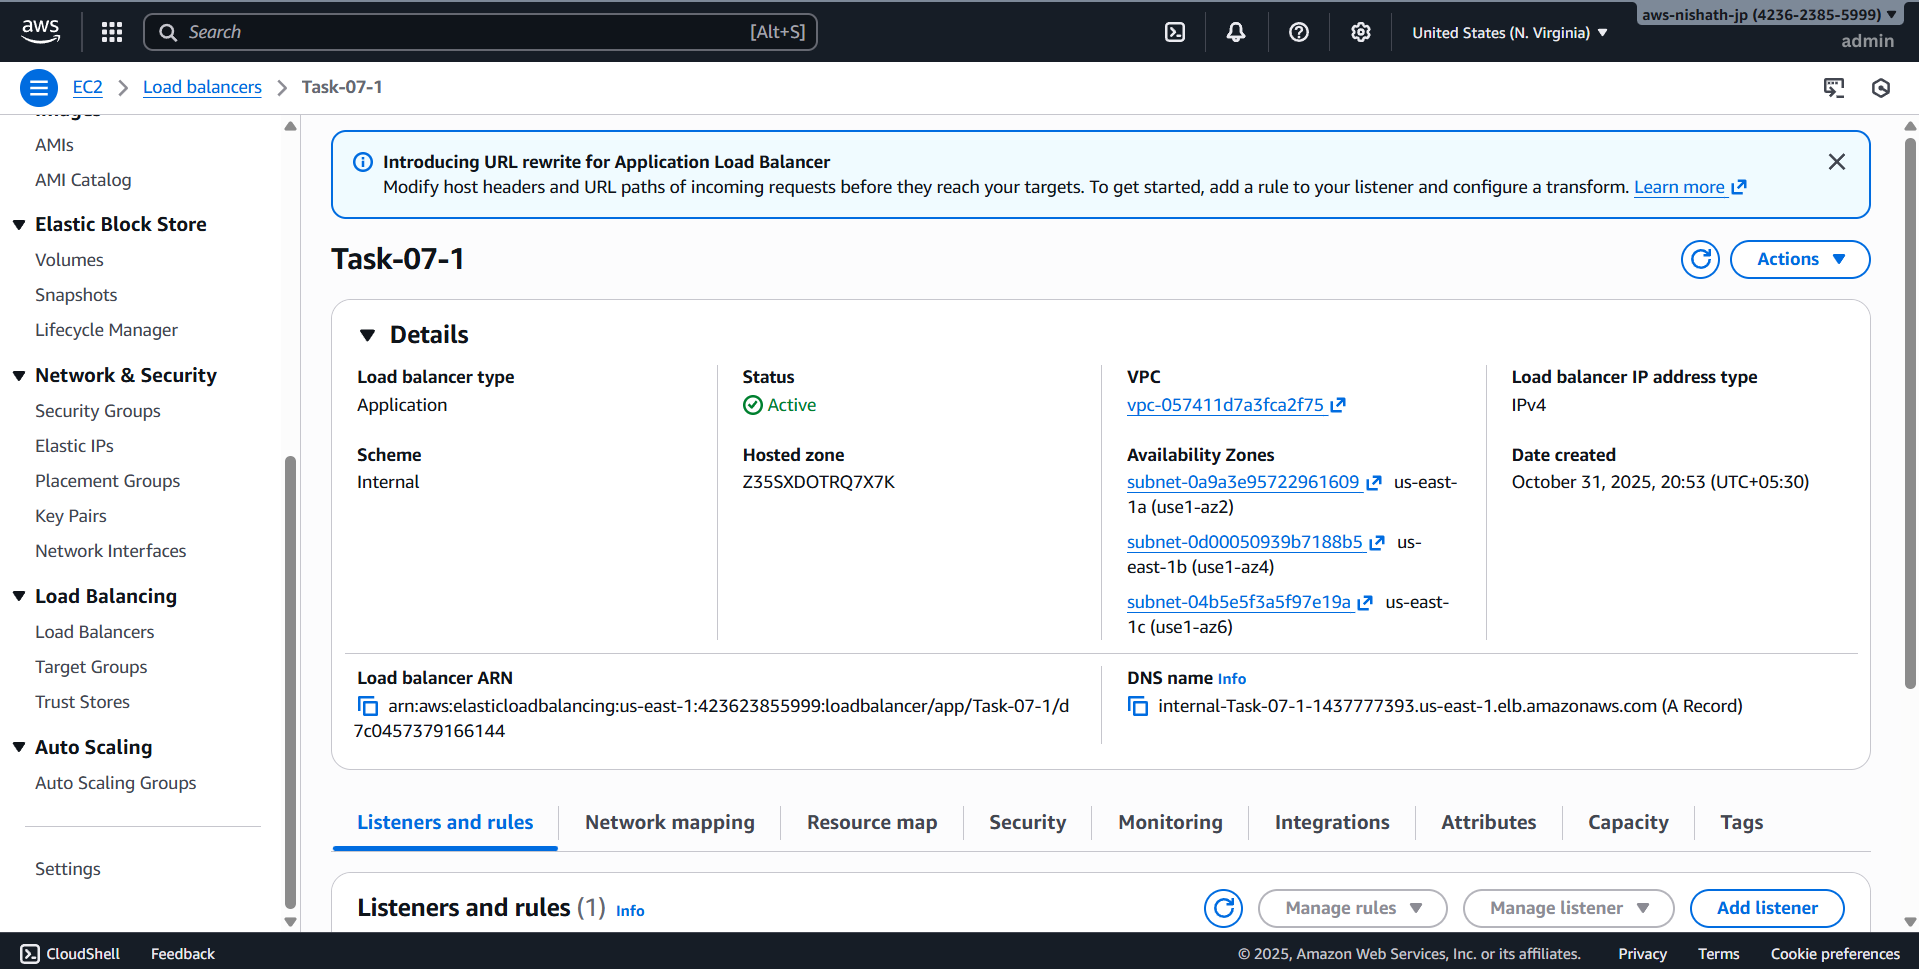 aws
Search
[Alt+S]
United States (N. Virginia)
aws-nishath-jp (4236-2385-5999)
admin
EC2
Load balancers
Task-07-1
Images
AMIs
AMI Catalog
Elastic Block Store
Volumes
Snapshots
Lifecycle Manager
Network & Security
Security Groups
Elastic IPs
Placement Groups
Key Pairs
Network Interfaces
Load Balancing
Load Balancers
Target Groups
Trust Stores
Auto Scaling
Auto Scaling Groups
Settings
Introducing URL rewrite for Application Load Balancer
Modify host headers and URL paths of incoming requests before they reach your targets. To get started, add a rule to your listener and configure a transform. Learn more
Task-07-1
Actions
Details
Load balancer type
Application
Scheme
Internal
Status
Active
Hosted zone
Z35SXDOTRQ7X7K
VPC
vpc-057411d7a3fca2f75
Availability Zones
subnet-0a9a3e95722961609 us-east-
1a (use1-az2)
subnet-0d00050939b7188b5 us-
east-1b (use1-az4)
subnet-04b5e5f3a5f97e19a us-east-
1c (use1-az6)
Load balancer IP address type
IPv4
Date created
October 31, 2025, 20:53 (UTC+05:30)
Load balancer ARN
arn:aws:elasticloadbalancing:us-east-1:423623855999:loadbalancer/app/Task-07-1/d
7c0457379166144
DNS name Info
internal-Task-07-1-1437777393.us-east-1.elb.amazonaws.com (A Record)
Listeners and rules
Network mapping
Resource map
Security
Monitoring
Integrations
Attributes
Capacity
Tags
Listeners and rules (1) Info
Manage rules
Manage listener
Add listener
CloudShell
Feedback
© 2025, Amazon Web Services, Inc. or its affiliates.
Privacy
Terms
Cookie preferences